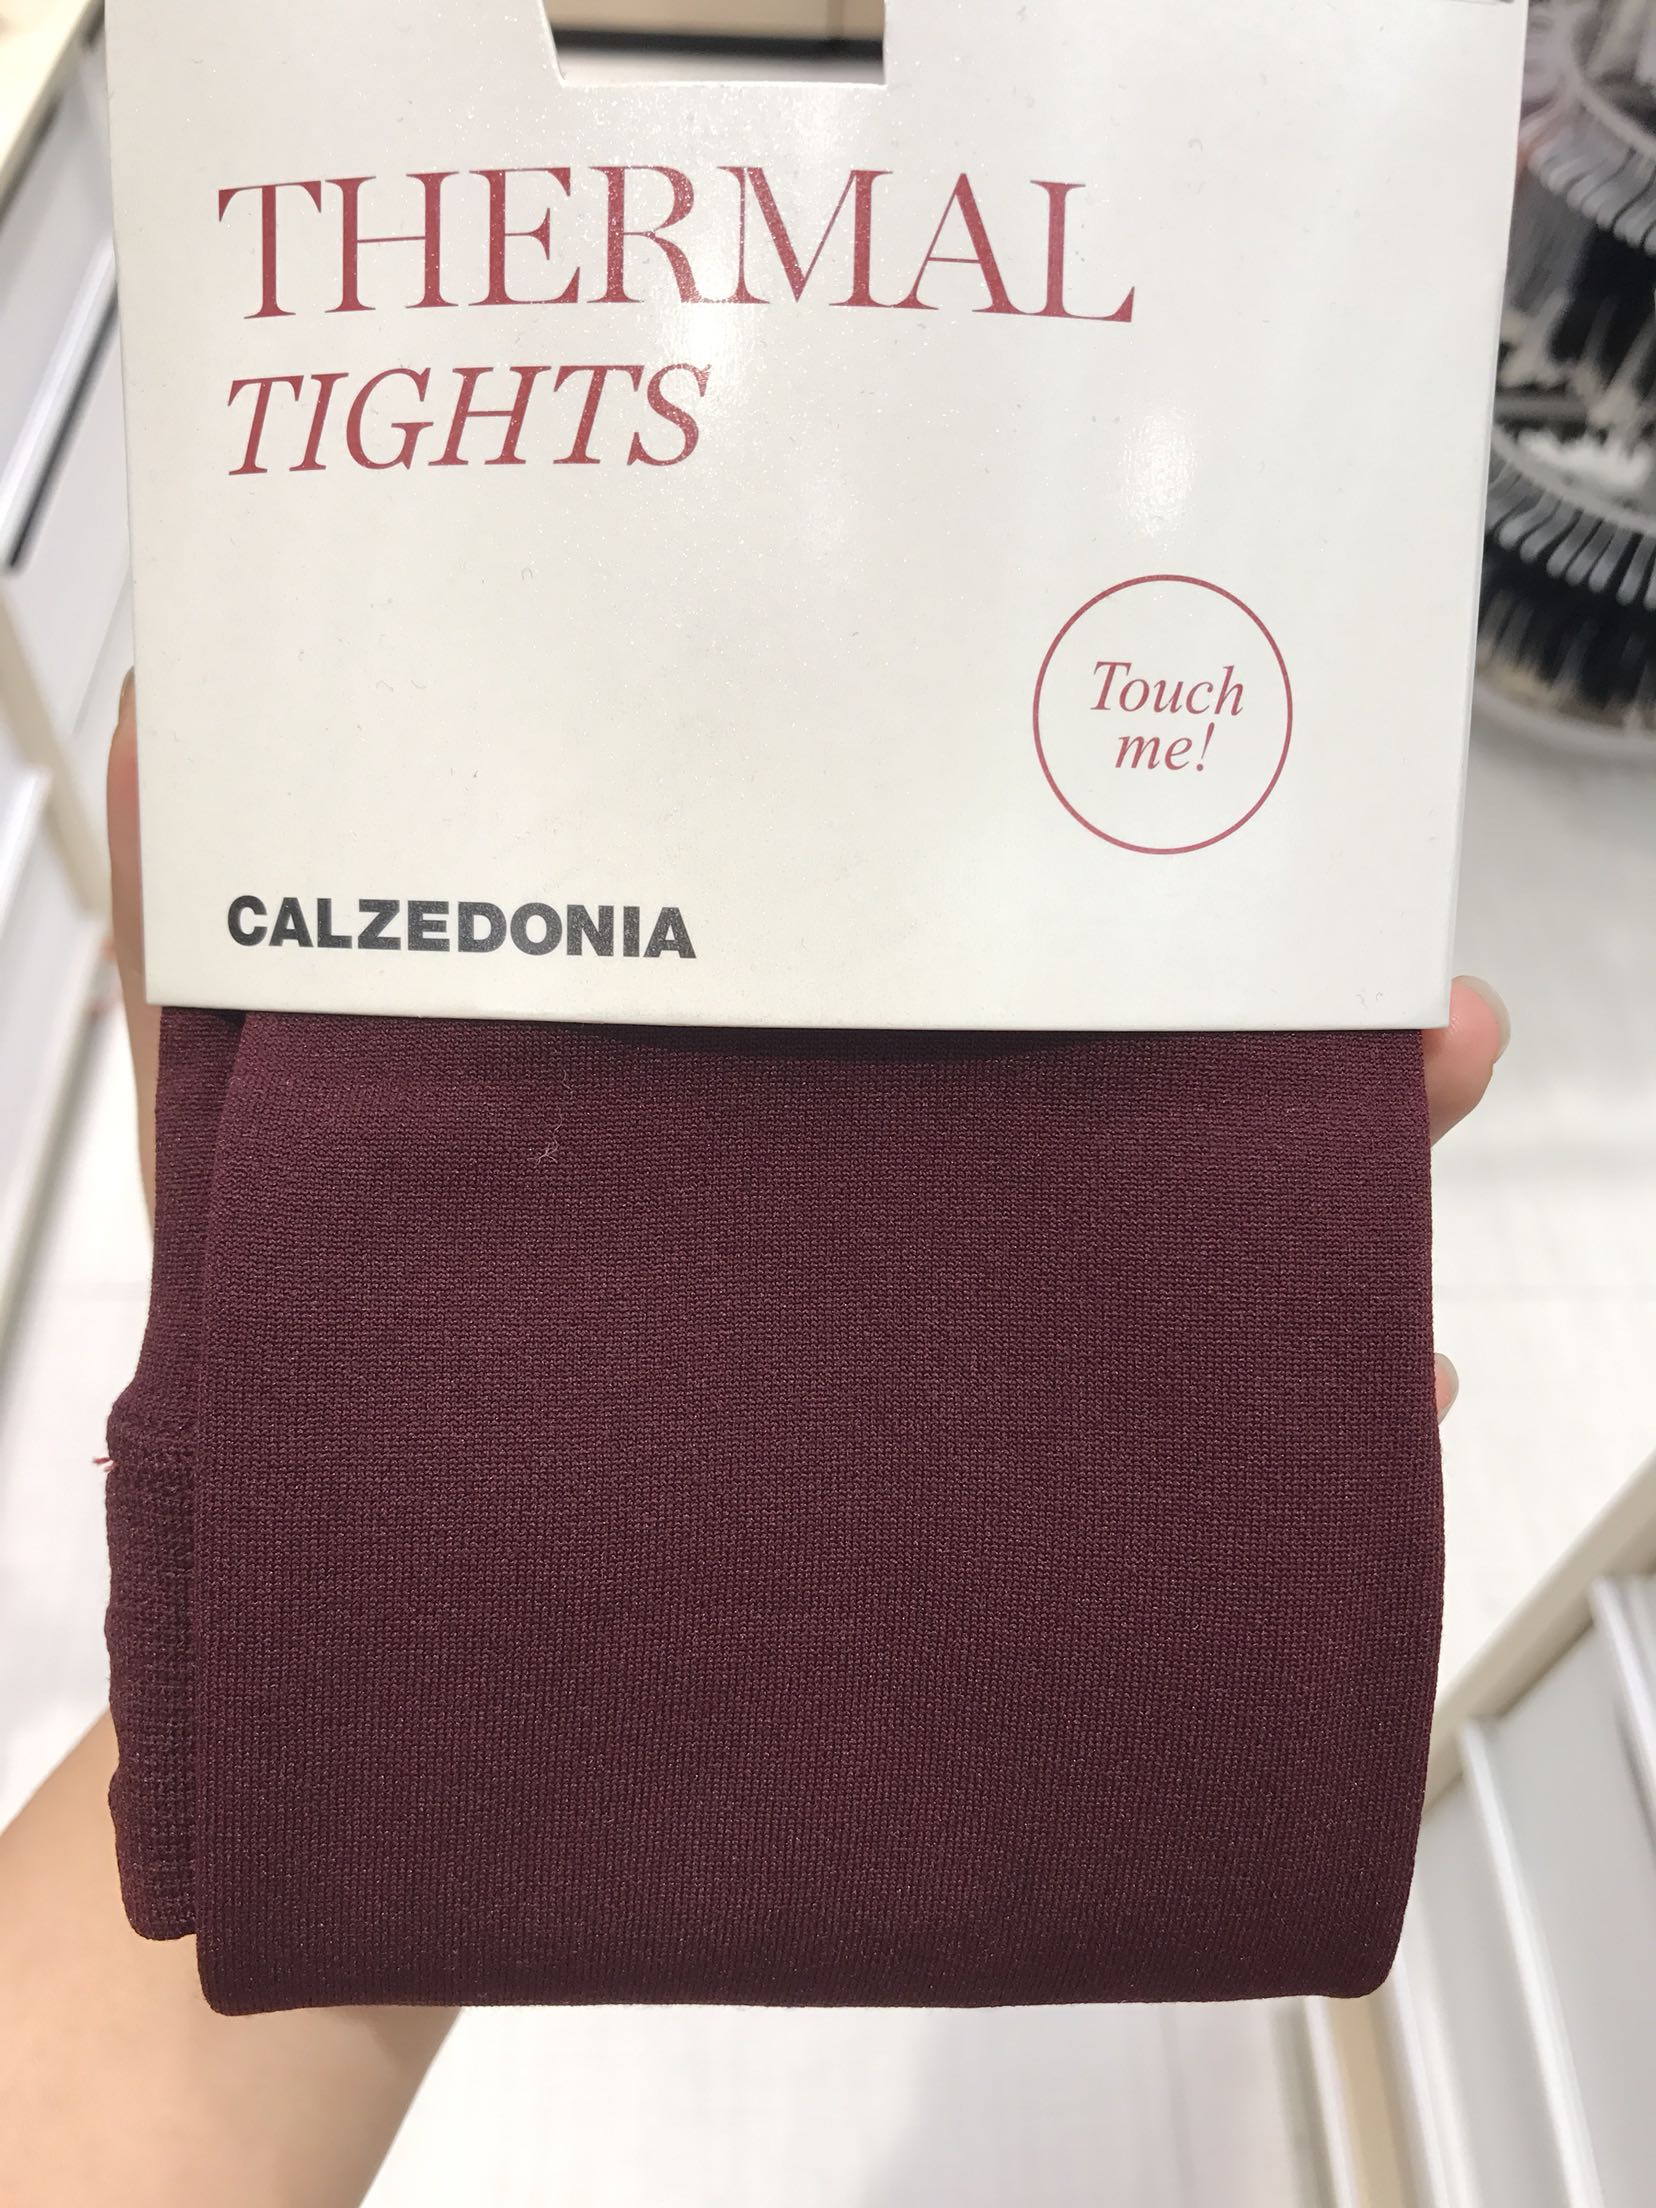 THERMAL
TIGHTS
Touch
me!
CALZEDONIA